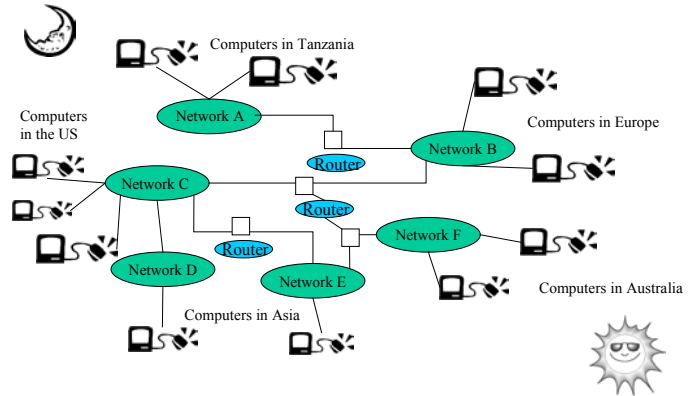 Computers in Tanzania
Computers
in the US
Network A
Computers in Europe
Network B
Router
Network C
Router
Network F
Router
Network D
Network E
Computers in Australia
Computers in Asia